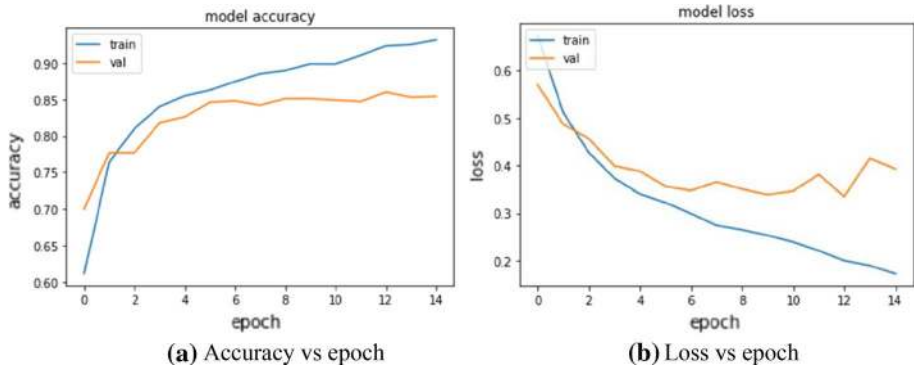 model accuracy
train
val
0.90
0.85
0.80
0.75
0.70
0.65
0.60
accuracy
0 2 4 6 8 10 12 14
epoch
(a) Accuracy vs epoch
model loss
train
val
0.6
0.5
0.4
0.3
0.2
loss
0 2 4 6 8 10 12 14
epoch
(b) Loss vs epoch